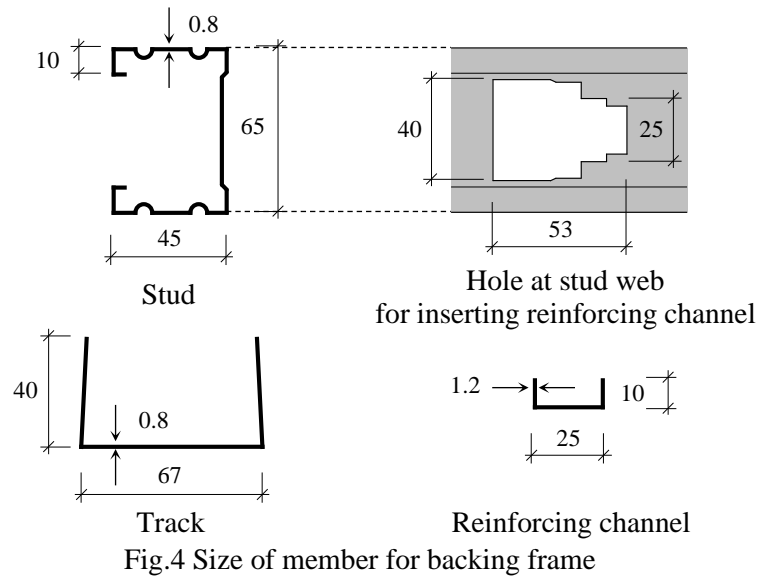 0.8
10
65
45
Stud
40
25
53
Hole at stud web
for inserting reinforcing channel
40
0.8
67
Track
1.2
10
25
Reinforcing channel
Fig.4 Size of member for backing frame